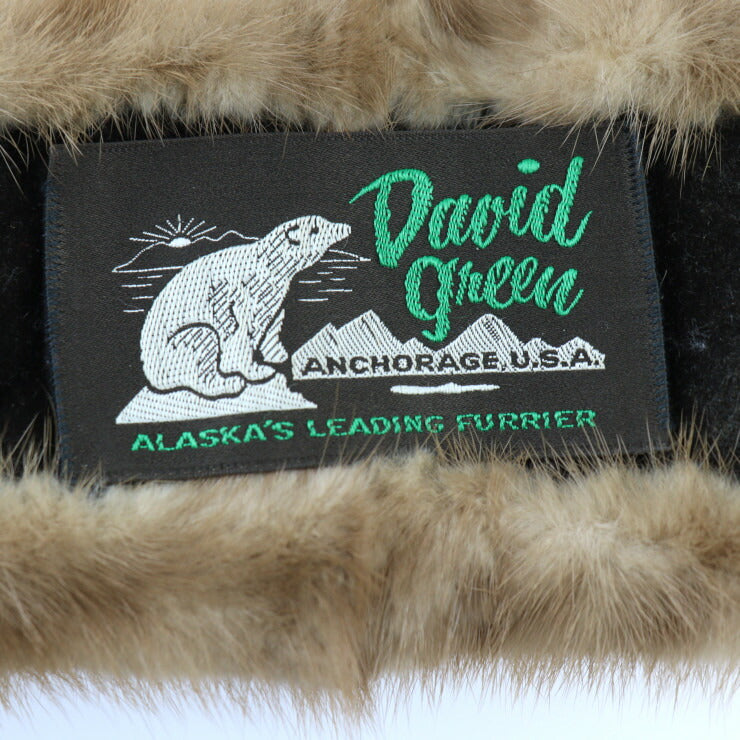 David
green
ANCHORAGE, U.S.A.
ALASKA'S LEADING FURRIER